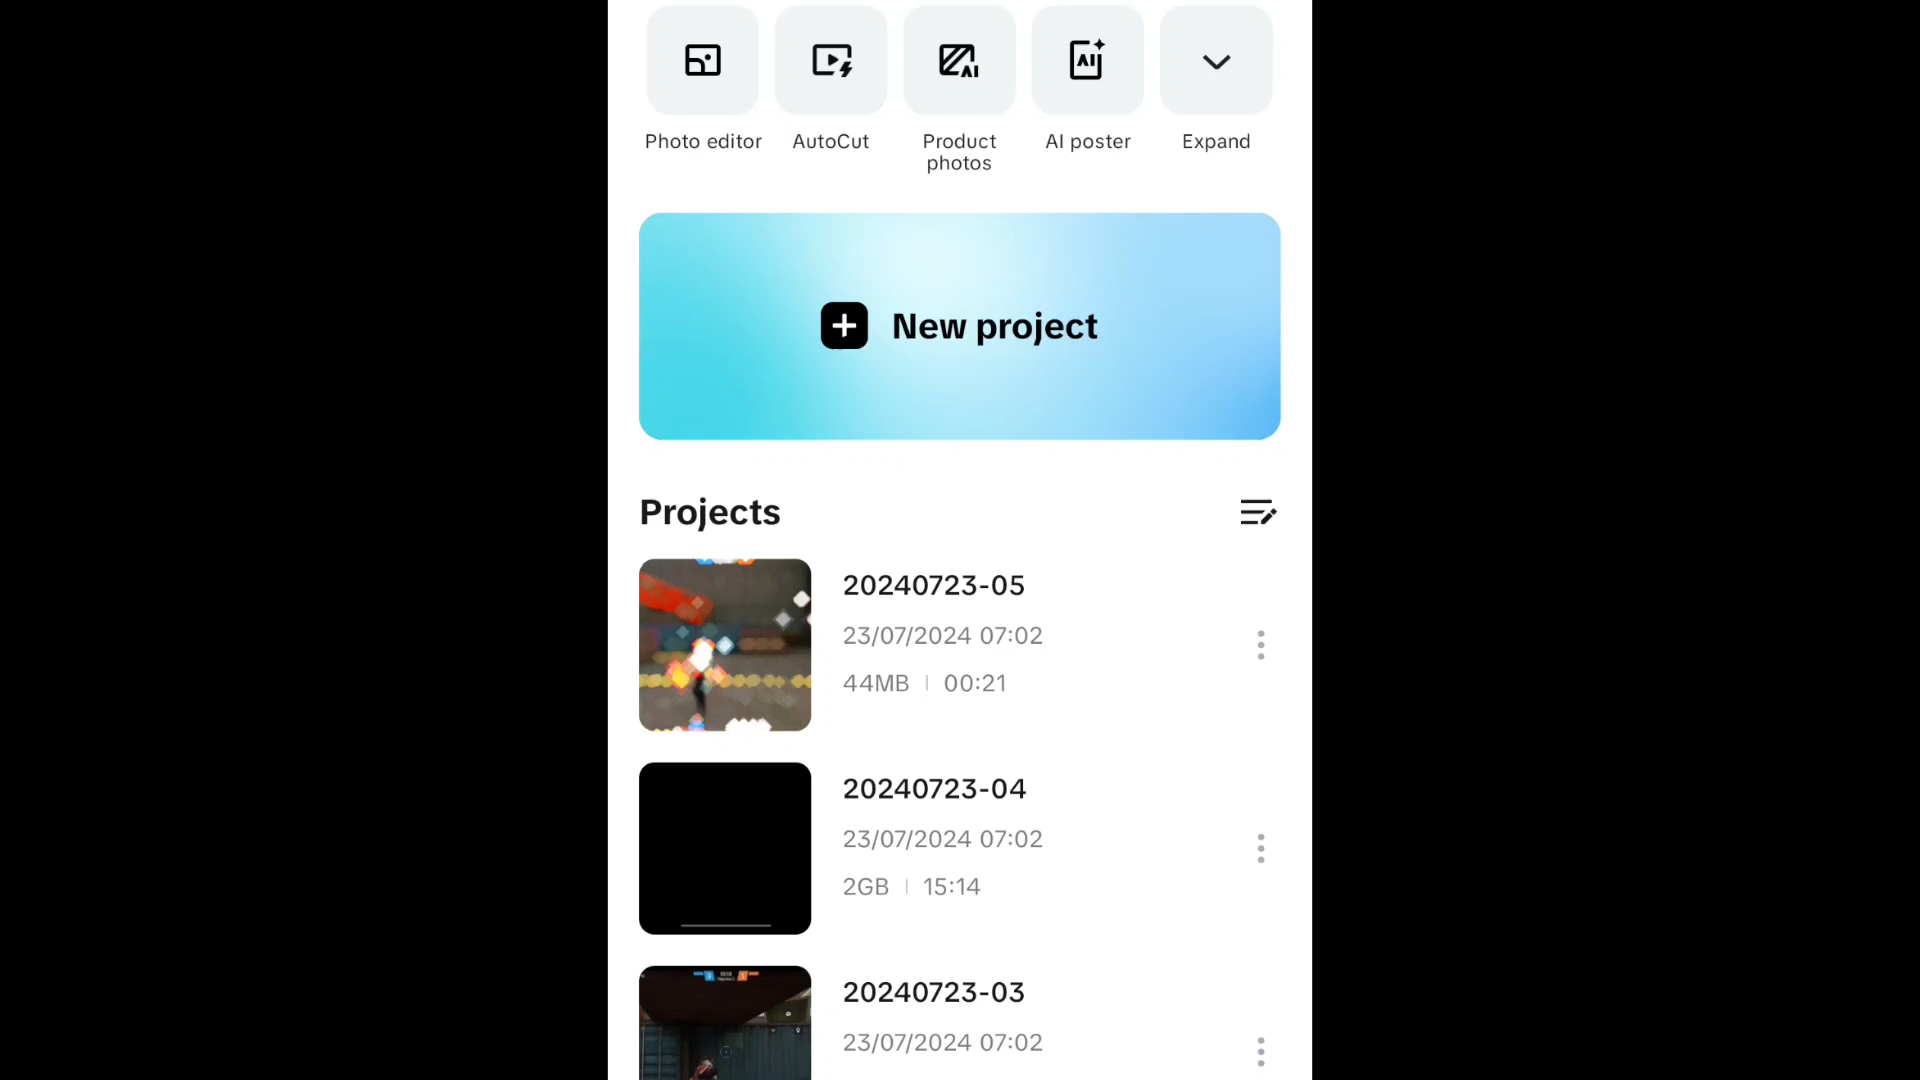 Photo editor
AutoCut
Product
photos
AI poster
Expand
New project
Projects
20240723-05
23/07/2024 07:02
44MB | 00:21
20240723-04
23/07/2024 07:02
2GB | 15:14
20240723-03
23/07/2024 07:02